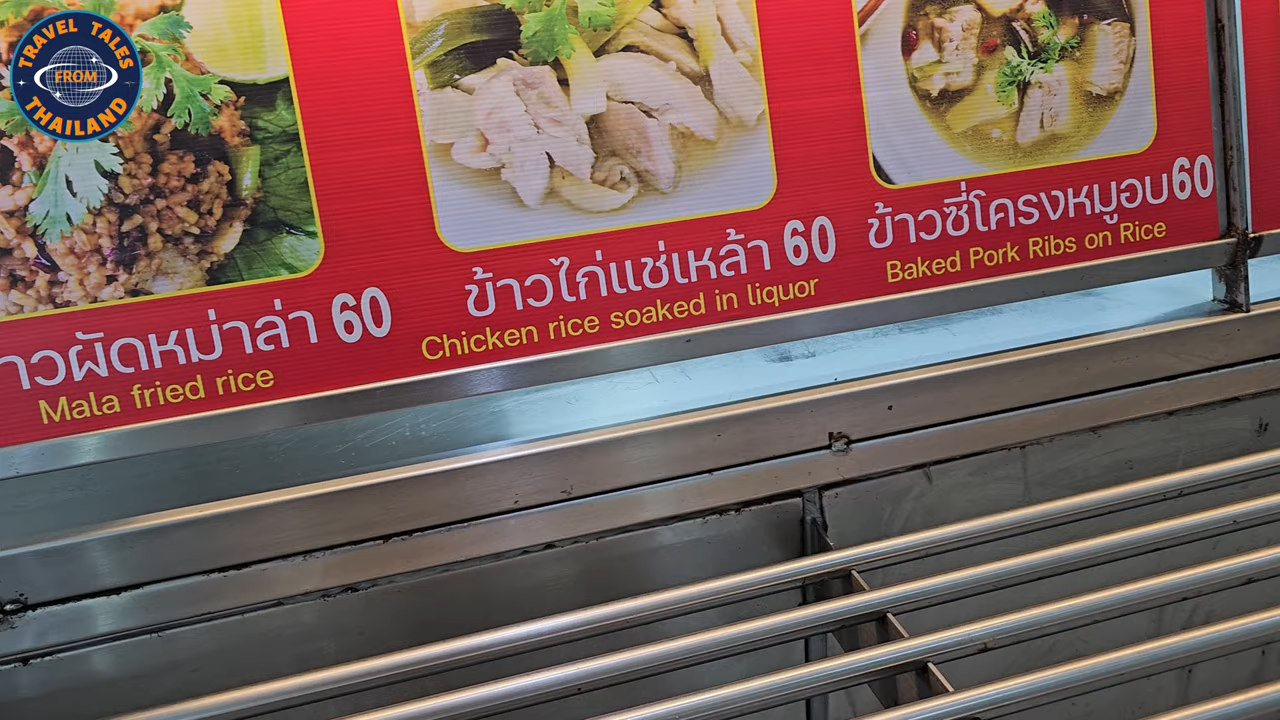 TRAVEL TALES
FROM
THAILAND
าวผัดหม่าล่า 60
Mala fried rice
ข้าวไก่แช่เหล้า 60
Chicken rice soaked in liquor
ข้าวซี่โครงหมูอบ 60
Baked Pork Ribs on Rice